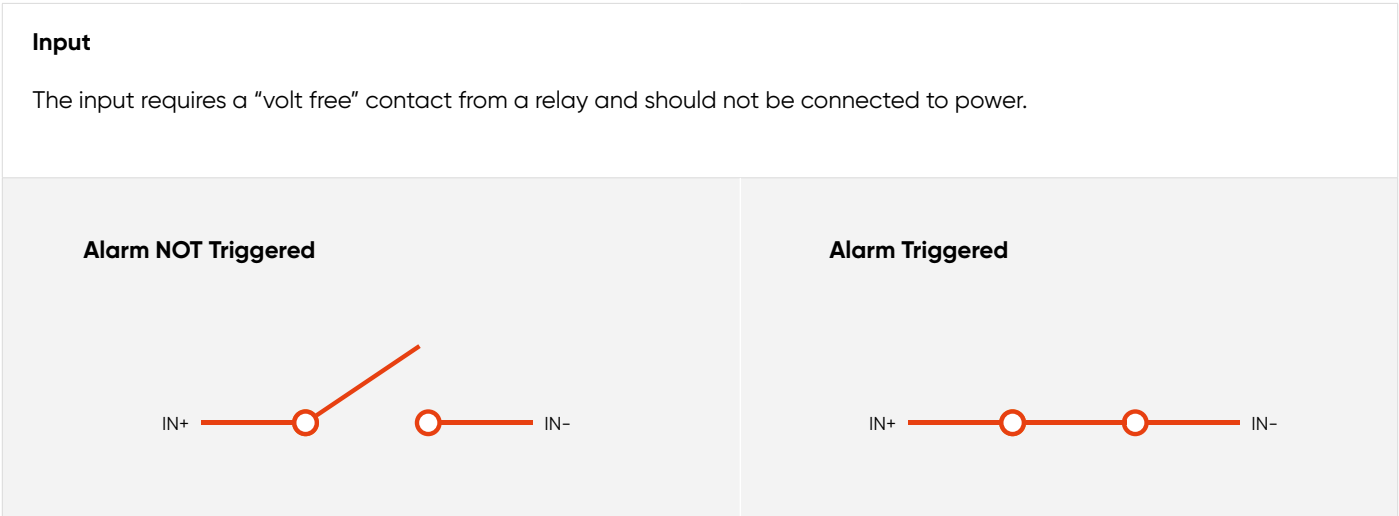 Input
The input requires a “volt free” contact from a relay and should not be connected to power.
Alarm NOT Triggered
IN+
IN-
Alarm Triggered
IN+
IN-